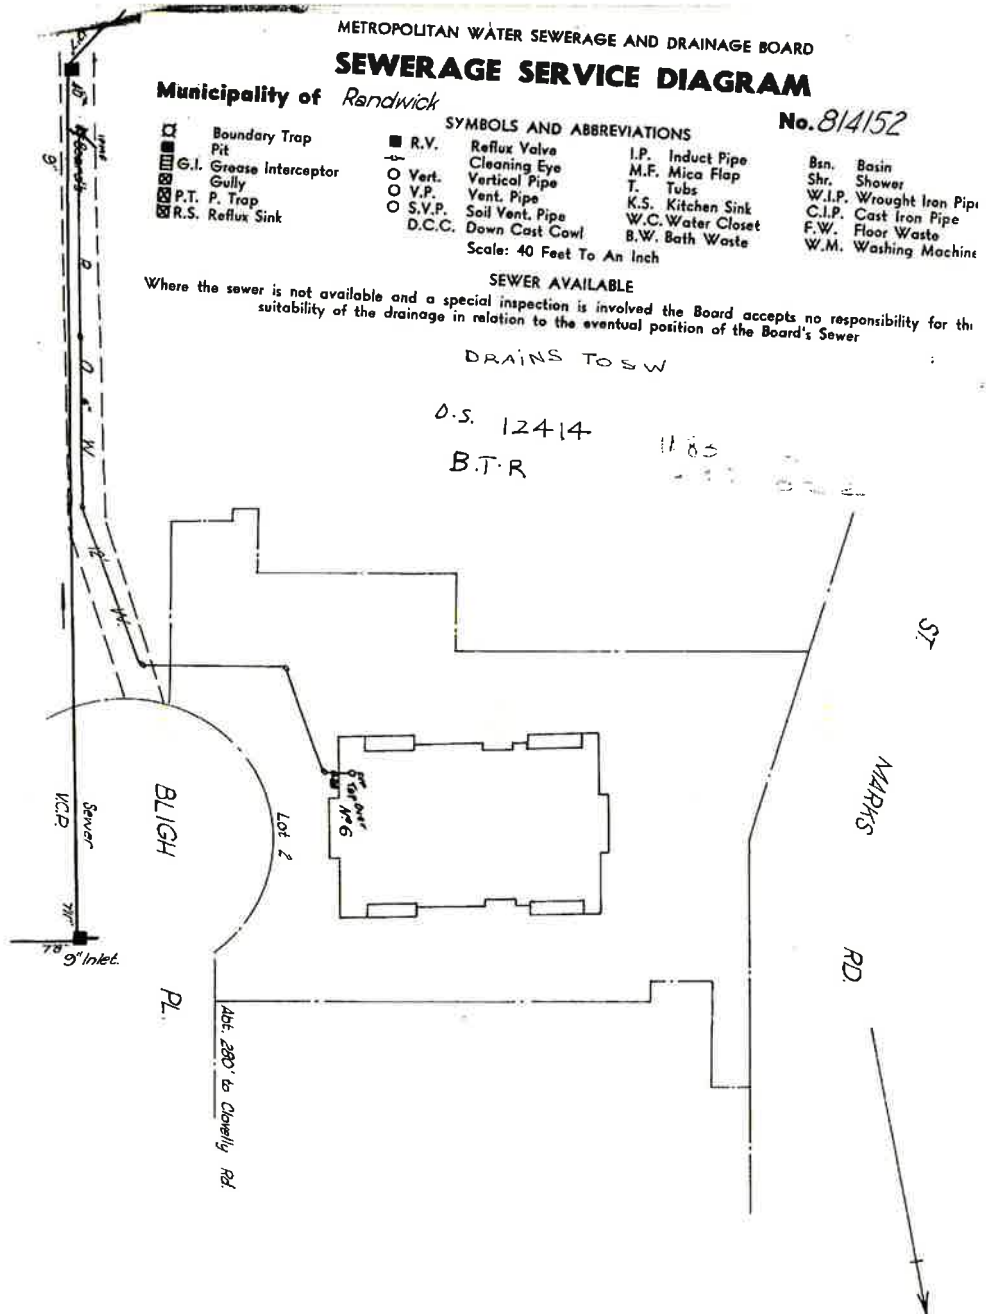 METROPOLITAN WATER SEWERAGE AND DRAINAGE BOARD
SEWERAGE SERVICE DIAGRAM
Municipality of Randwick
No. 814152
SYMBOLS AND ABBREVIATIONS
Boundary Trap
Pit
G.I. Grease Interceptor
Gully
P.T. P. Trap
R.S. Reflux Sink
R.V. Reflux Valve
Cleaning Eye
Vert. Vertical Pipe
V.P. Vent. Pipe
S.V.P. Soil Vent. Pipe
D.C.C. Down Cast Cowl
I.P. Induct Pipe
M.F. Mica Flap
T. Tubs
K.S. Kitchen Sink
W.C. Water Closet
B.W. Bath Waste
Bsn. Basin
Shr. Shower
W.I.P. Wrought Iron Pipe
C.I.P. Cast Iron Pipe
F.W. Floor Waste
W.M. Washing Machine
Scale: 40 Feet To An Inch
SEWER AVAILABLE
Where the sewer is not available and a special inspection is involved the Board accepts no responsibility for the
suitability of the drainage in relation to the eventual position of the Board's Sewer
DRAINS TO SW
O.S. 12414
B.T.R
9"
R O W
12'
W.
ST. MARKS RD.
BLIGH PL.
Lot 2
No 6
Sewer
V.C.P.
9" Inlet.
Abt. 280' to Clovelly Rd.